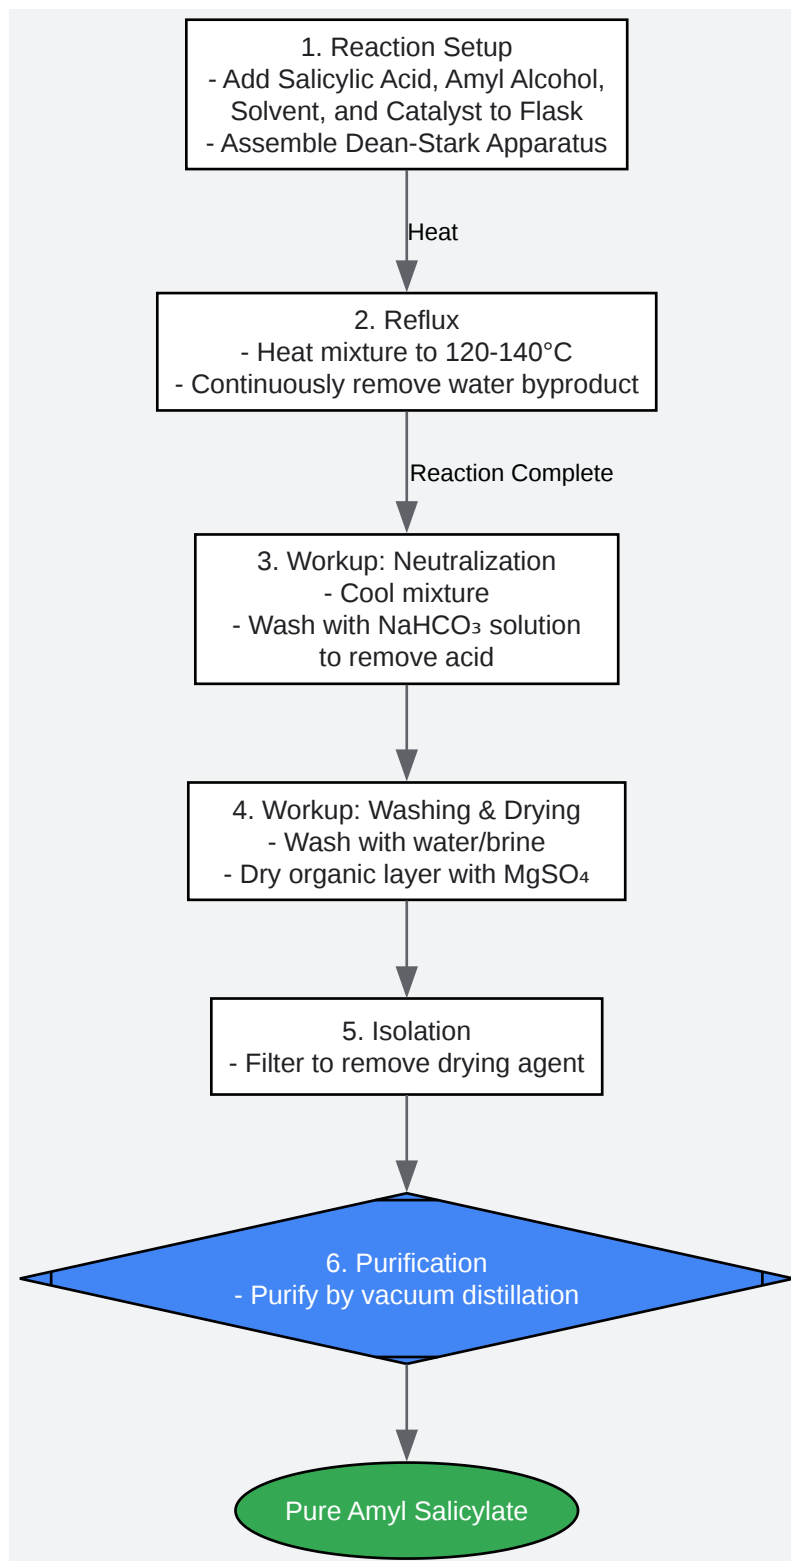 1. Reaction Setup
- Add Salicylic Acid, Amyl Alcohol,
Solvent, and Catalyst to Flask
- Assemble Dean-Stark Apparatus
Heat
2. Reflux
- Heat mixture to 120-140°C
- Continuously remove water byproduct
Reaction Complete
3. Workup: Neutralization
- Cool mixture
- Wash with NaHCO₃ solution
to remove acid
4. Workup: Washing & Drying
- Wash with water/brine
- Dry organic layer with MgSO₄
5. Isolation
- Filter to remove drying agent
6. Purification
- Purify by vacuum distillation
Pure Amyl Salicylate